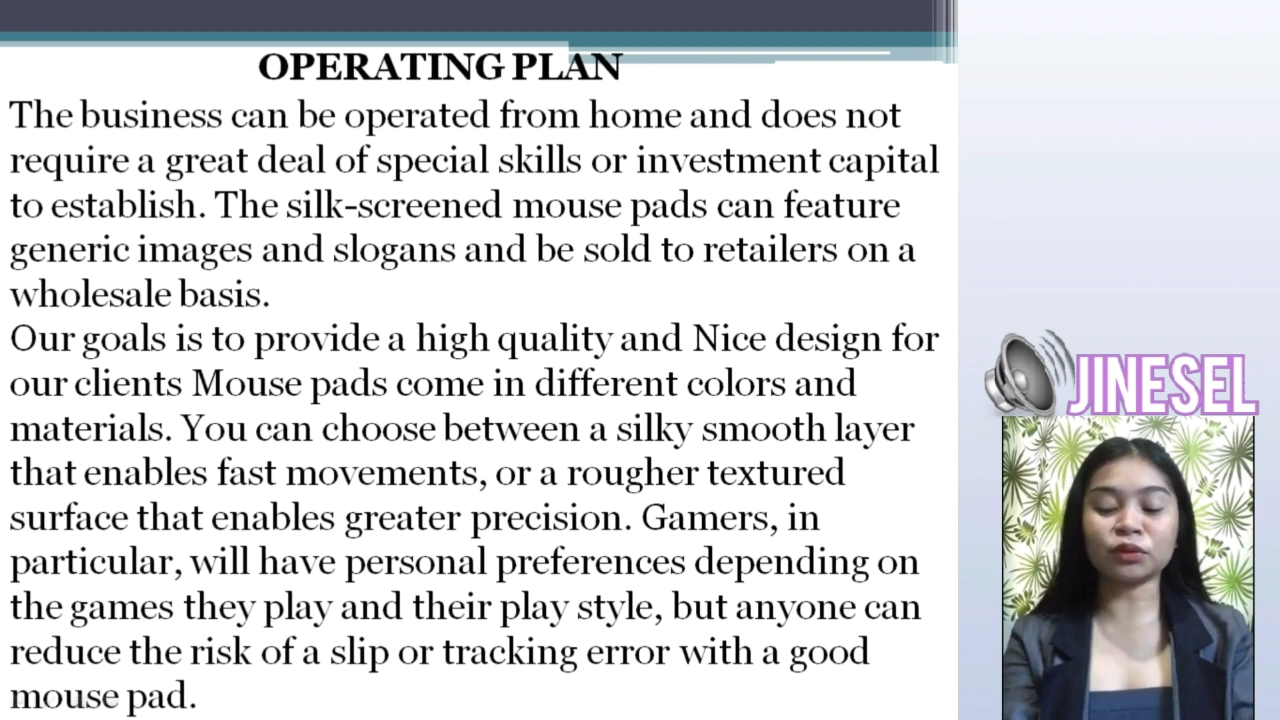 OPERATING PLAN
The business can be operated from home and does not
require a great deal of special skills or investment capital
to establish. The silk-screened mouse pads can feature
generic images and slogans and be sold to retailers on a
wholesale basis.
Our goals is to provide a high quality and Nice design for
our clients Mouse pads come in different colors and
materials. You can choose between a silky smooth layer
that enables fast movements, or a rougher textured
surface that enables greater precision. Gamers, in
particular, will have personal preferences depending on
the games they play and their play style, but anyone can
reduce the risk of a slip or tracking error with a good
mouse pad.
JINESEL